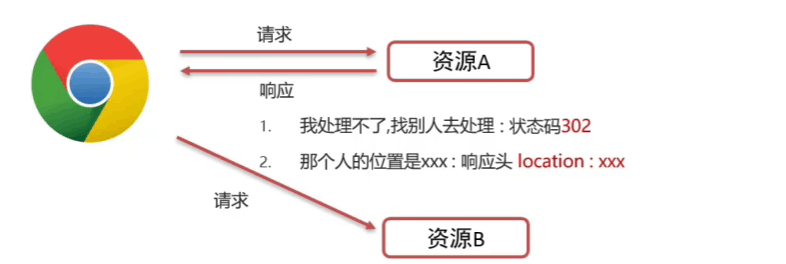 请求
资源A
响应
1. 我处理不了,找别人去处理 : 状态码302
2. 那个人的位置是xxx : 响应头 location : xxx
请求
资源B